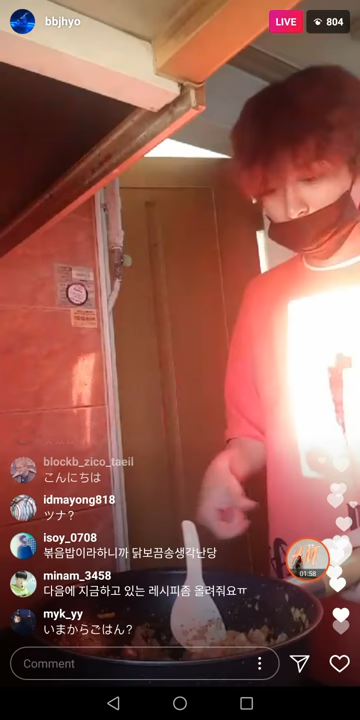 bbjhyo
LIVE
804
blockb_zico_taeil
こんにちは
idmayong818
ツナ?
isoy_0708
볶음밥이라하니까 닭보끔송생각난당
01:58
minam_3458
다음에 지금하고 있는 레시피좀 올려줘요ㅠ
myk_yy
いまからごはん?
Comment